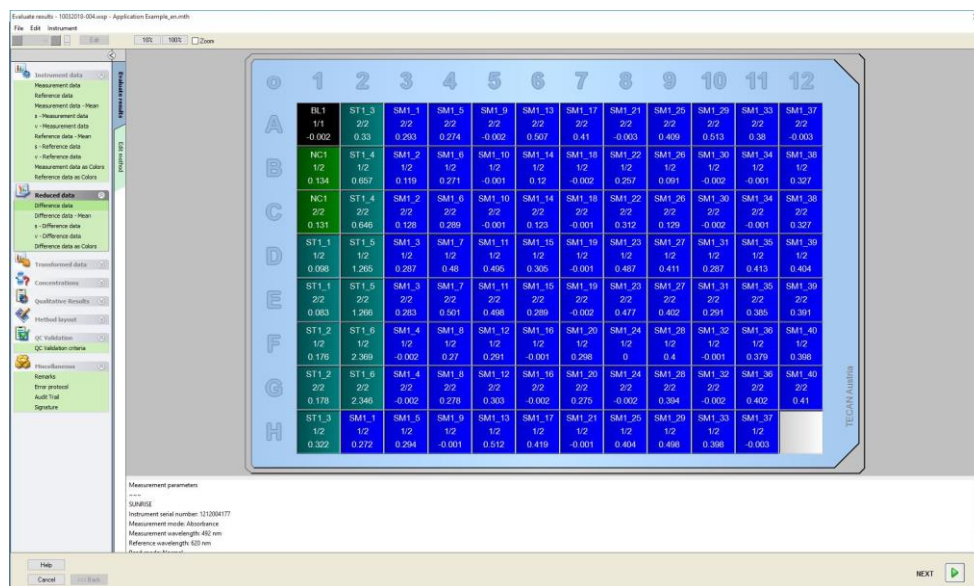 Evaluate results - 10032018-004.wsp - Application Example_en.mth
File Edit Instrument
Edit 10% 100% Zoom
Instrument data
Measurement data
Reference data
Measurement data - Mean
s - Measurement data
v - Measurement data
Reference data - Mean
s - Reference data
v - Reference data
Measurement data as Colors
Reference data as Colors
Reduced data
Difference data
Difference data - Mean
s - Difference data
v - Difference data
Difference data as Colors
Transformed data
Concentrations
Qualitative Results
Method layout
QC Validation
QC Validation criteria
Miscellaneous
Remarks
Error protocol
Audit Trail
Signature
Evaluate results
Edit method
o 1 2 3 4 5 6 7 8 9 10 11 12
A
BL1 ST1_3 SM1_1 SM1_5 SM1_9 SM1_13 SM1_17 SM1_21 SM1_25 SM1_29 SM1_33 SM1_37
1/1 2/2 2/2 2/2 2/2 2/2 2/2 2/2 2/2 2/2 2/2 2/2
-0.002 0.33 0.293 0.274 -0.002 0.507 0.41 -0.003 0.409 0.513 0.38 -0.003
B
NC1 ST1_4 SM1_2 SM1_6 SM1_10 SM1_14 SM1_18 SM1_22 SM1_26 SM1_30 SM1_34 SM1_38
1/2 1/2 1/2 1/2 1/2 1/2 1/2 1/2 1/2 1/2 1/2 1/2
0.134 0.657 0.119 0.271 -0.001 0.12 -0.002 0.257 0.091 -0.002 -0.001 0.327
C
NC1 ST1_4 SM1_2 SM1_6 SM1_10 SM1_14 SM1_18 SM1_22 SM1_26 SM1_30 SM1_34 SM1_38
2/2 2/2 2/2 2/2 2/2 2/2 2/2 2/2 2/2 2/2 2/2 2/2
0.131 0.646 0.128 0.289 -0.001 0.123 -0.001 0.312 0.129 -0.002 -0.001 0.327
D
ST1_1 ST1_5 SM1_3 SM1_7 SM1_11 SM1_15 SM1_19 SM1_23 SM1_27 SM1_31 SM1_35 SM1_39
1/2 1/2 1/2 1/2 1/2 1/2 1/2 1/2 1/2 1/2 1/2 1/2
0.098 1.265 0.287 0.48 0.495 0.305 -0.001 0.487 0.411 0.287 0.413 0.404
E
ST1_1 ST1_5 SM1_3 SM1_7 SM1_11 SM1_15 SM1_19 SM1_23 SM1_27 SM1_31 SM1_35 SM1_39
2/2 2/2 2/2 2/2 2/2 2/2 2/2 2/2 2/2 2/2 2/2 2/2
0.083 1.266 0.283 0.501 0.498 0.289 -0.002 0.477 0.402 0.291 0.385 0.391
F
ST1_2 ST1_6 SM1_4 SM1_8 SM1_12 SM1_16 SM1_20 SM1_24 SM1_28 SM1_32 SM1_36 SM1_40
1/2 1/2 1/2 1/2 1/2 1/2 1/2 1/2 1/2 1/2 1/2 1/2
0.176 2.369 -0.002 0.27 0.291 -0.001 0.298 0 0.4 -0.001 0.379 0.398
G
ST1_2 ST1_6 SM1_4 SM1_8 SM1_12 SM1_16 SM1_20 SM1_24 SM1_28 SM1_32 SM1_36 SM1_40
2/2 2/2 2/2 2/2 2/2 2/2 2/2 2/2 2/2 2/2 2/2 2/2
0.178 2.346 -0.002 0.278 0.303 -0.002 0.275 -0.002 0.394 -0.002 0.402 0.41
H
ST1_3 SM1_1 SM1_5 SM1_9 SM1_13 SM1_17 SM1_21 SM1_25 SM1_29 SM1_33 SM1_37
1/2 1/2 1/2 1/2 1/2 1/2 1/2 1/2 1/2 1/2 1/2
0.322 0.272 0.294 -0.001 0.512 0.419 -0.001 0.404 0.498 0.398 -0.003
TECAN Austria
Measurement parameters
~~~
SUNRISE
Instrument serial number: 1212004177
Measurement mode: Absorbance
Measurement wavelength: 492 nm
Reference wavelength: 620 nm
Read mode: Normal
Help
Cancel << Back
NEXT